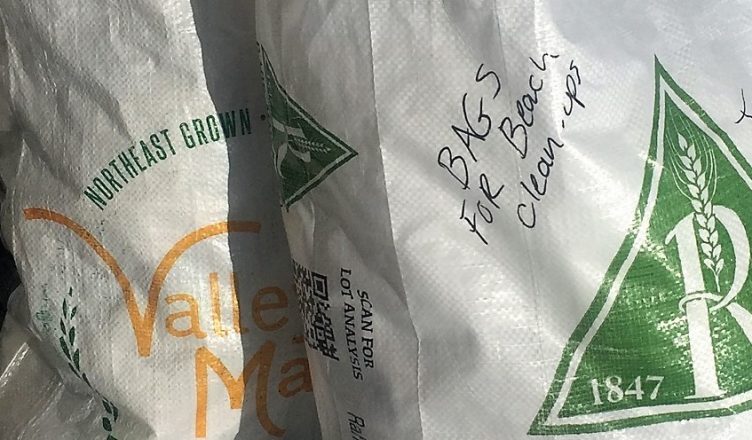 NORTHEAST GROWN
Valle
Ma
R
SCAN FOR
LOT ANALYSIS
BAGS
FOR Beach
clean-ups
R
1847